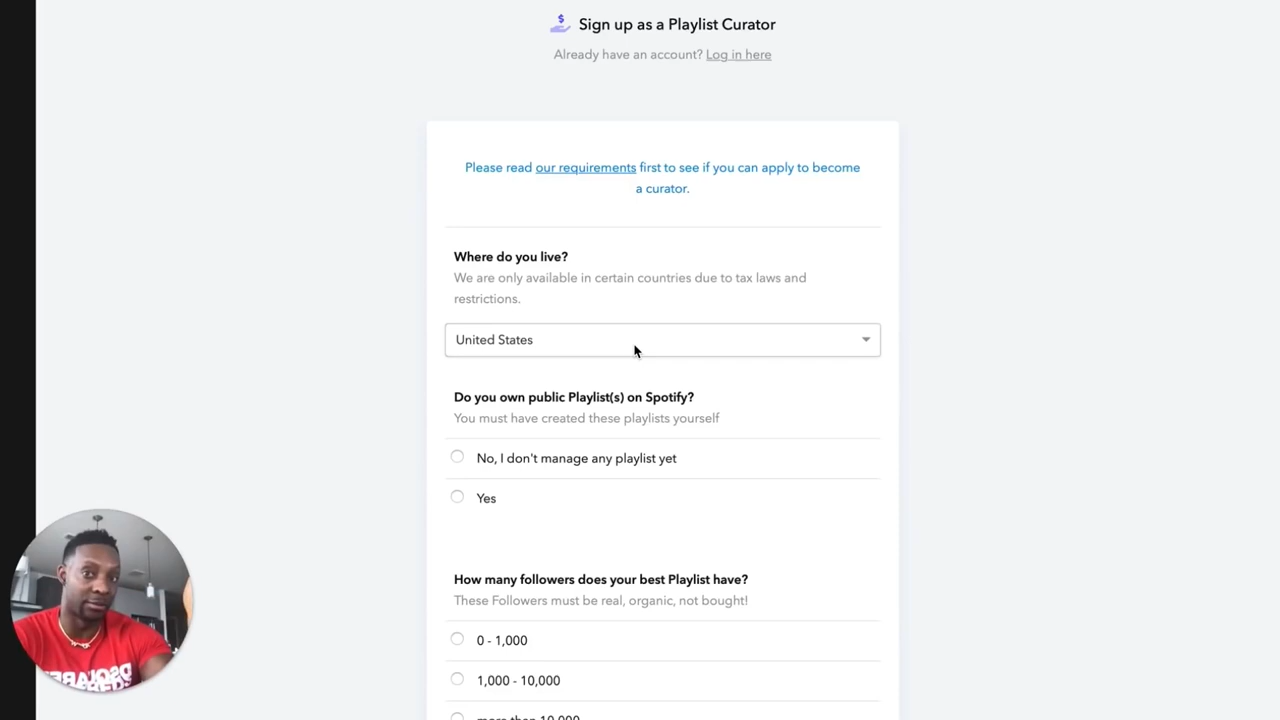 Sign up as a Playlist Curator
Already have an account? Log in here
Please read our requirements first to see if you can apply to become
a curator.
Where do you live?
We are only available in certain countries due to tax laws and
restrictions.
United States
Do you own public Playlist(s) on Spotify?
You must have created these playlists yourself
No, I don't manage any playlist yet
Yes
How many followers does your best Playlist have?
These Followers must be real, organic, not bought!
0 - 1,000
1,000 - 10,000
more than 10,000